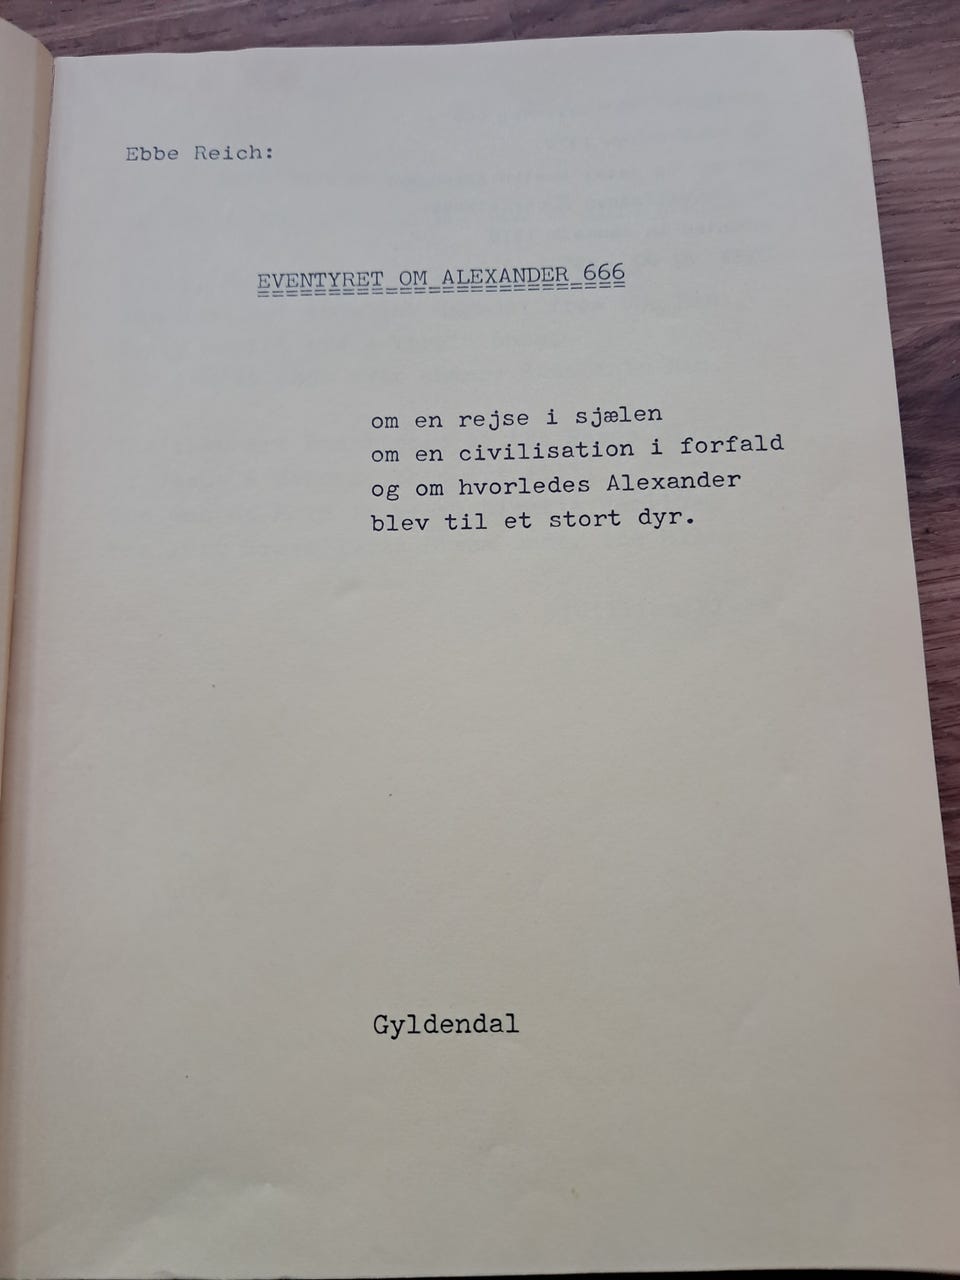 Ebbe Reich:
EVENTYRET OM ALEXANDER 666
om en rejse i sjælen
om en civilisation i forfald
og om hvorledes Alexander
blev til et stort dyr.
Gyldendal